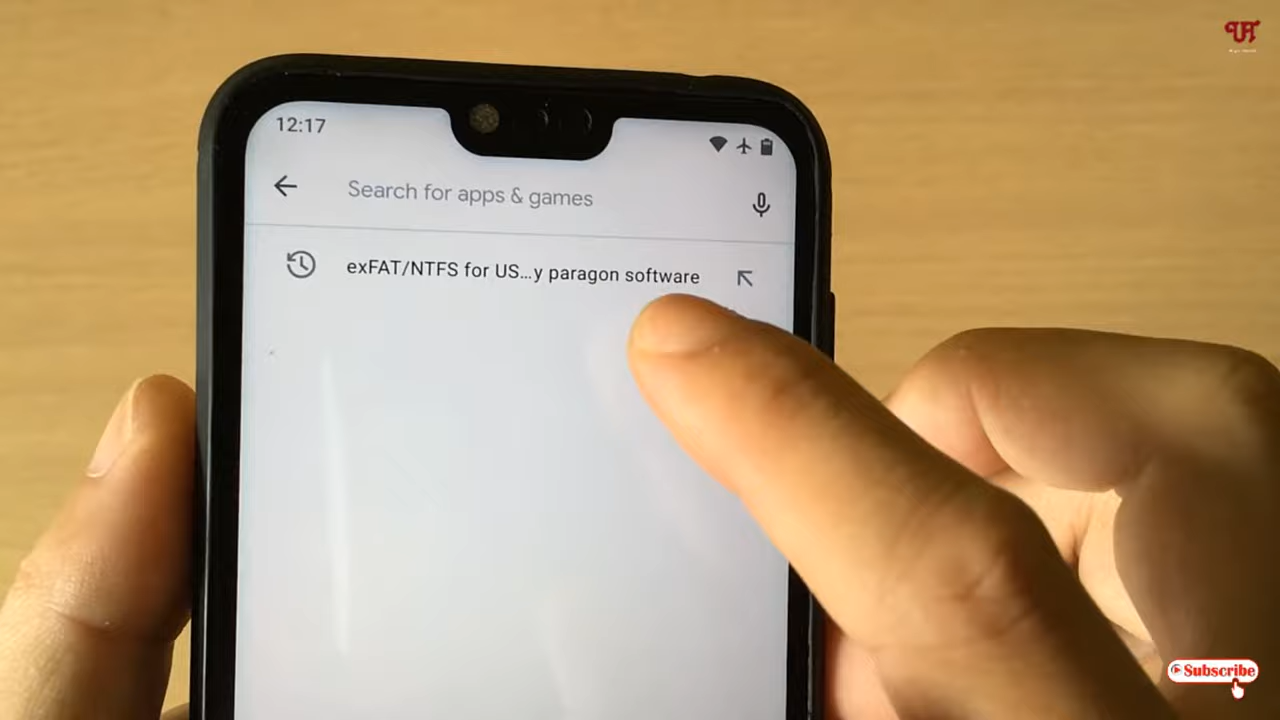 12:17
Search for apps & games
exFAT/NTFS for US...y paragon software
Subscribe